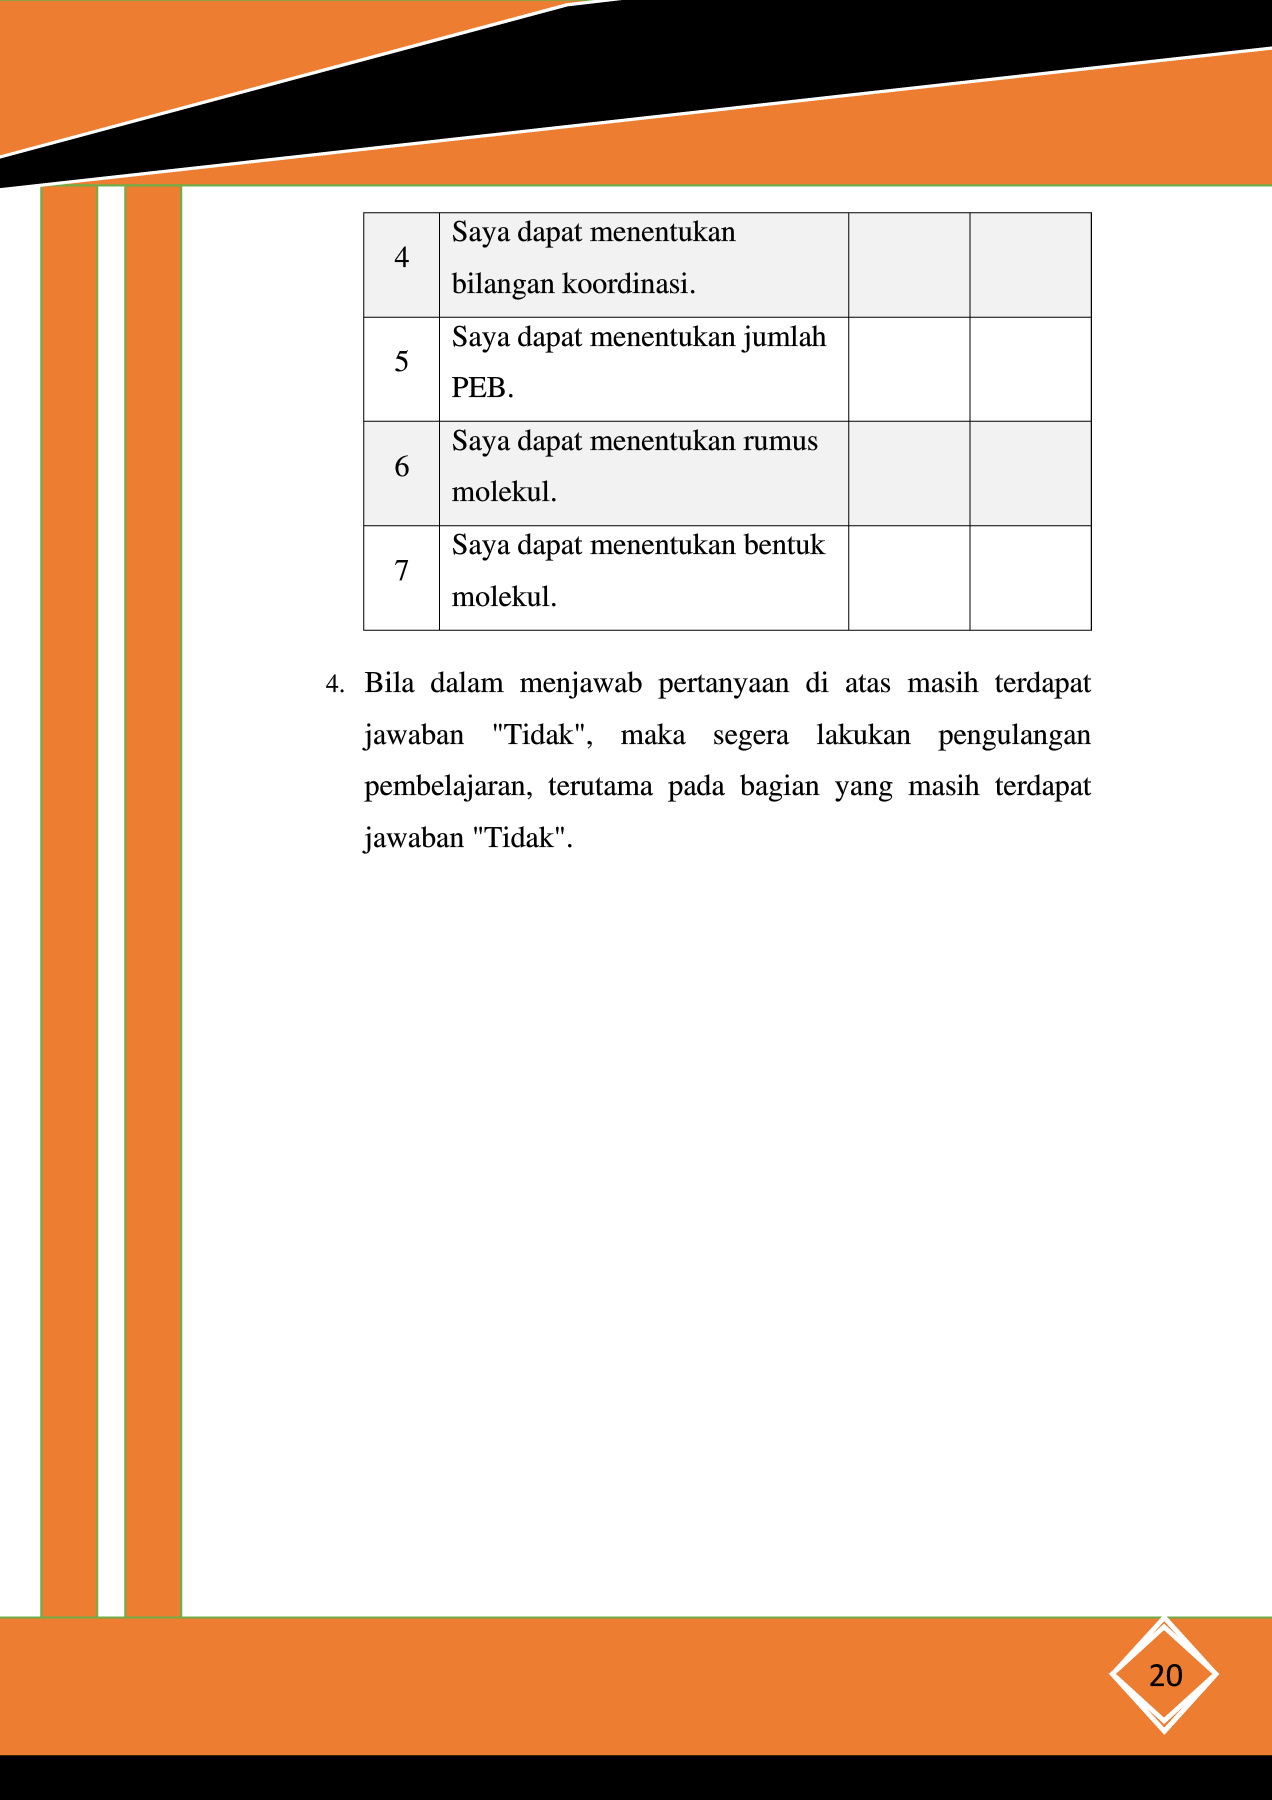 4
Saya dapat menentukan
bilangan koordinasi.
5
Saya dapat menentukan jumlah
PEB.
6
Saya dapat menentukan rumus
molekul.
7
Saya dapat menentukan bentuk
molekul.
4. Bila dalam menjawab pertanyaan di atas masih terdapat
jawaban "Tidak", maka segera lakukan pengulangan
pembelajaran, terutama pada bagian yang masih terdapat
jawaban "Tidak".
20